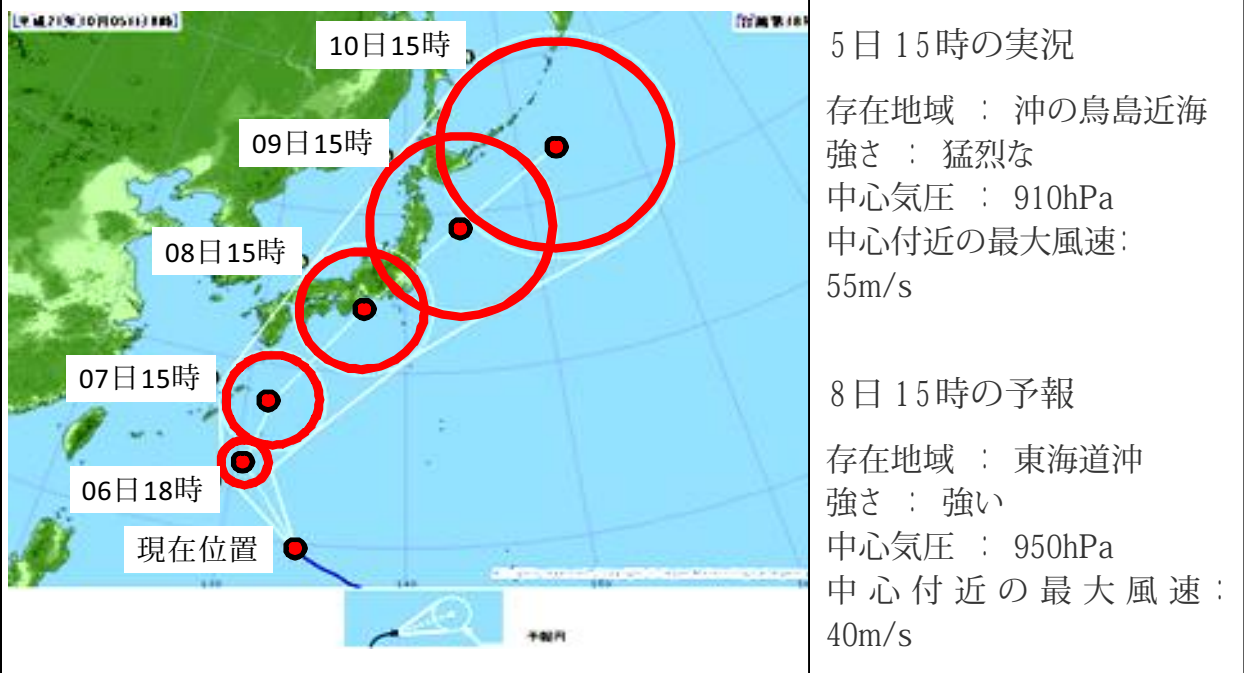 10日15時
09日15時
08日15時
07日15時
06日18時
現在位置
予報円
5日15時の実況
存在地域 : 沖の鳥島近海
強さ : 猛烈な
中心気圧 : 910hPa
中心付近の最大風速:
55m/s
8日15時の予報
存在地域 : 東海道沖
強さ : 強い
中心気圧 : 950hPa
中心付近の最大風速:
40m/s